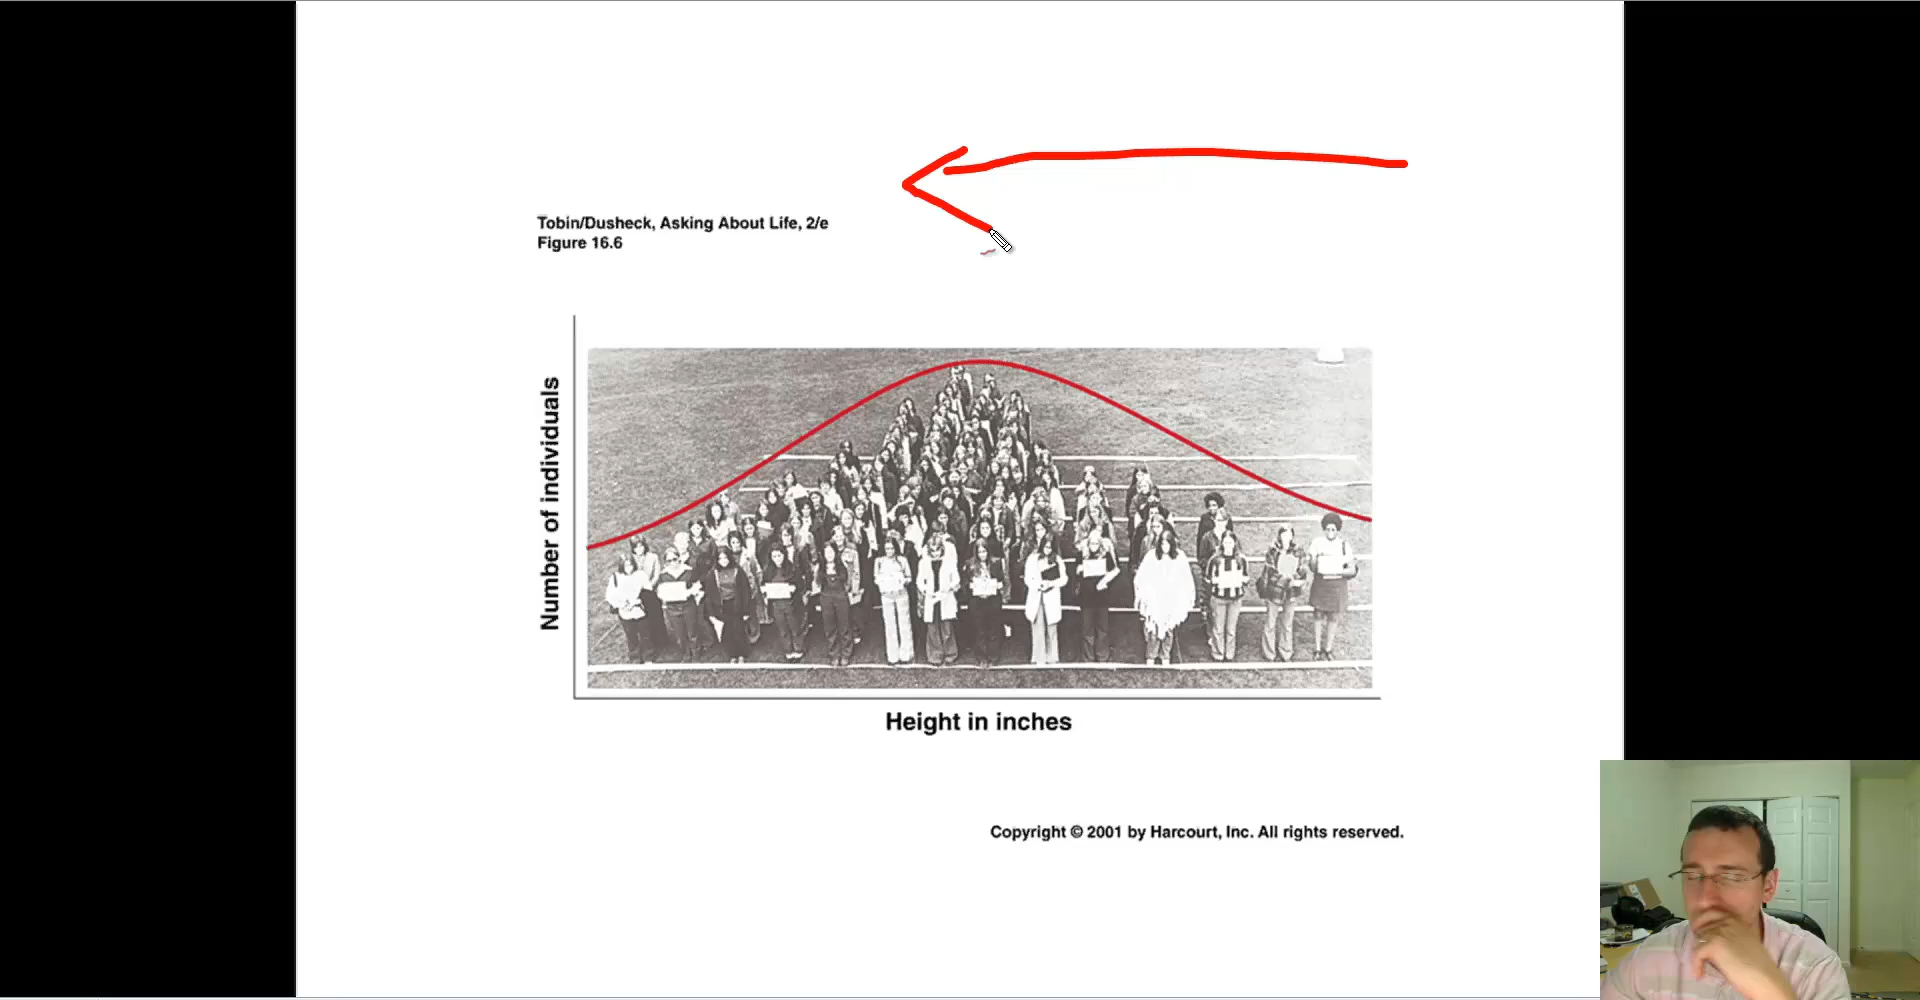 Tobin/Dusheck, Asking About Life, 2/e
Figure 16.6
Number of individuals
Height in inches
Copyright © 2001 by Harcourt, Inc. All rights reserved.